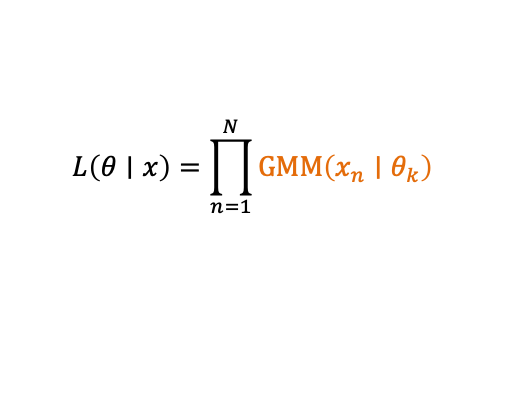 L(θ | x) = ∏_{n=1}^{N} GMM(x_n | θ_k)